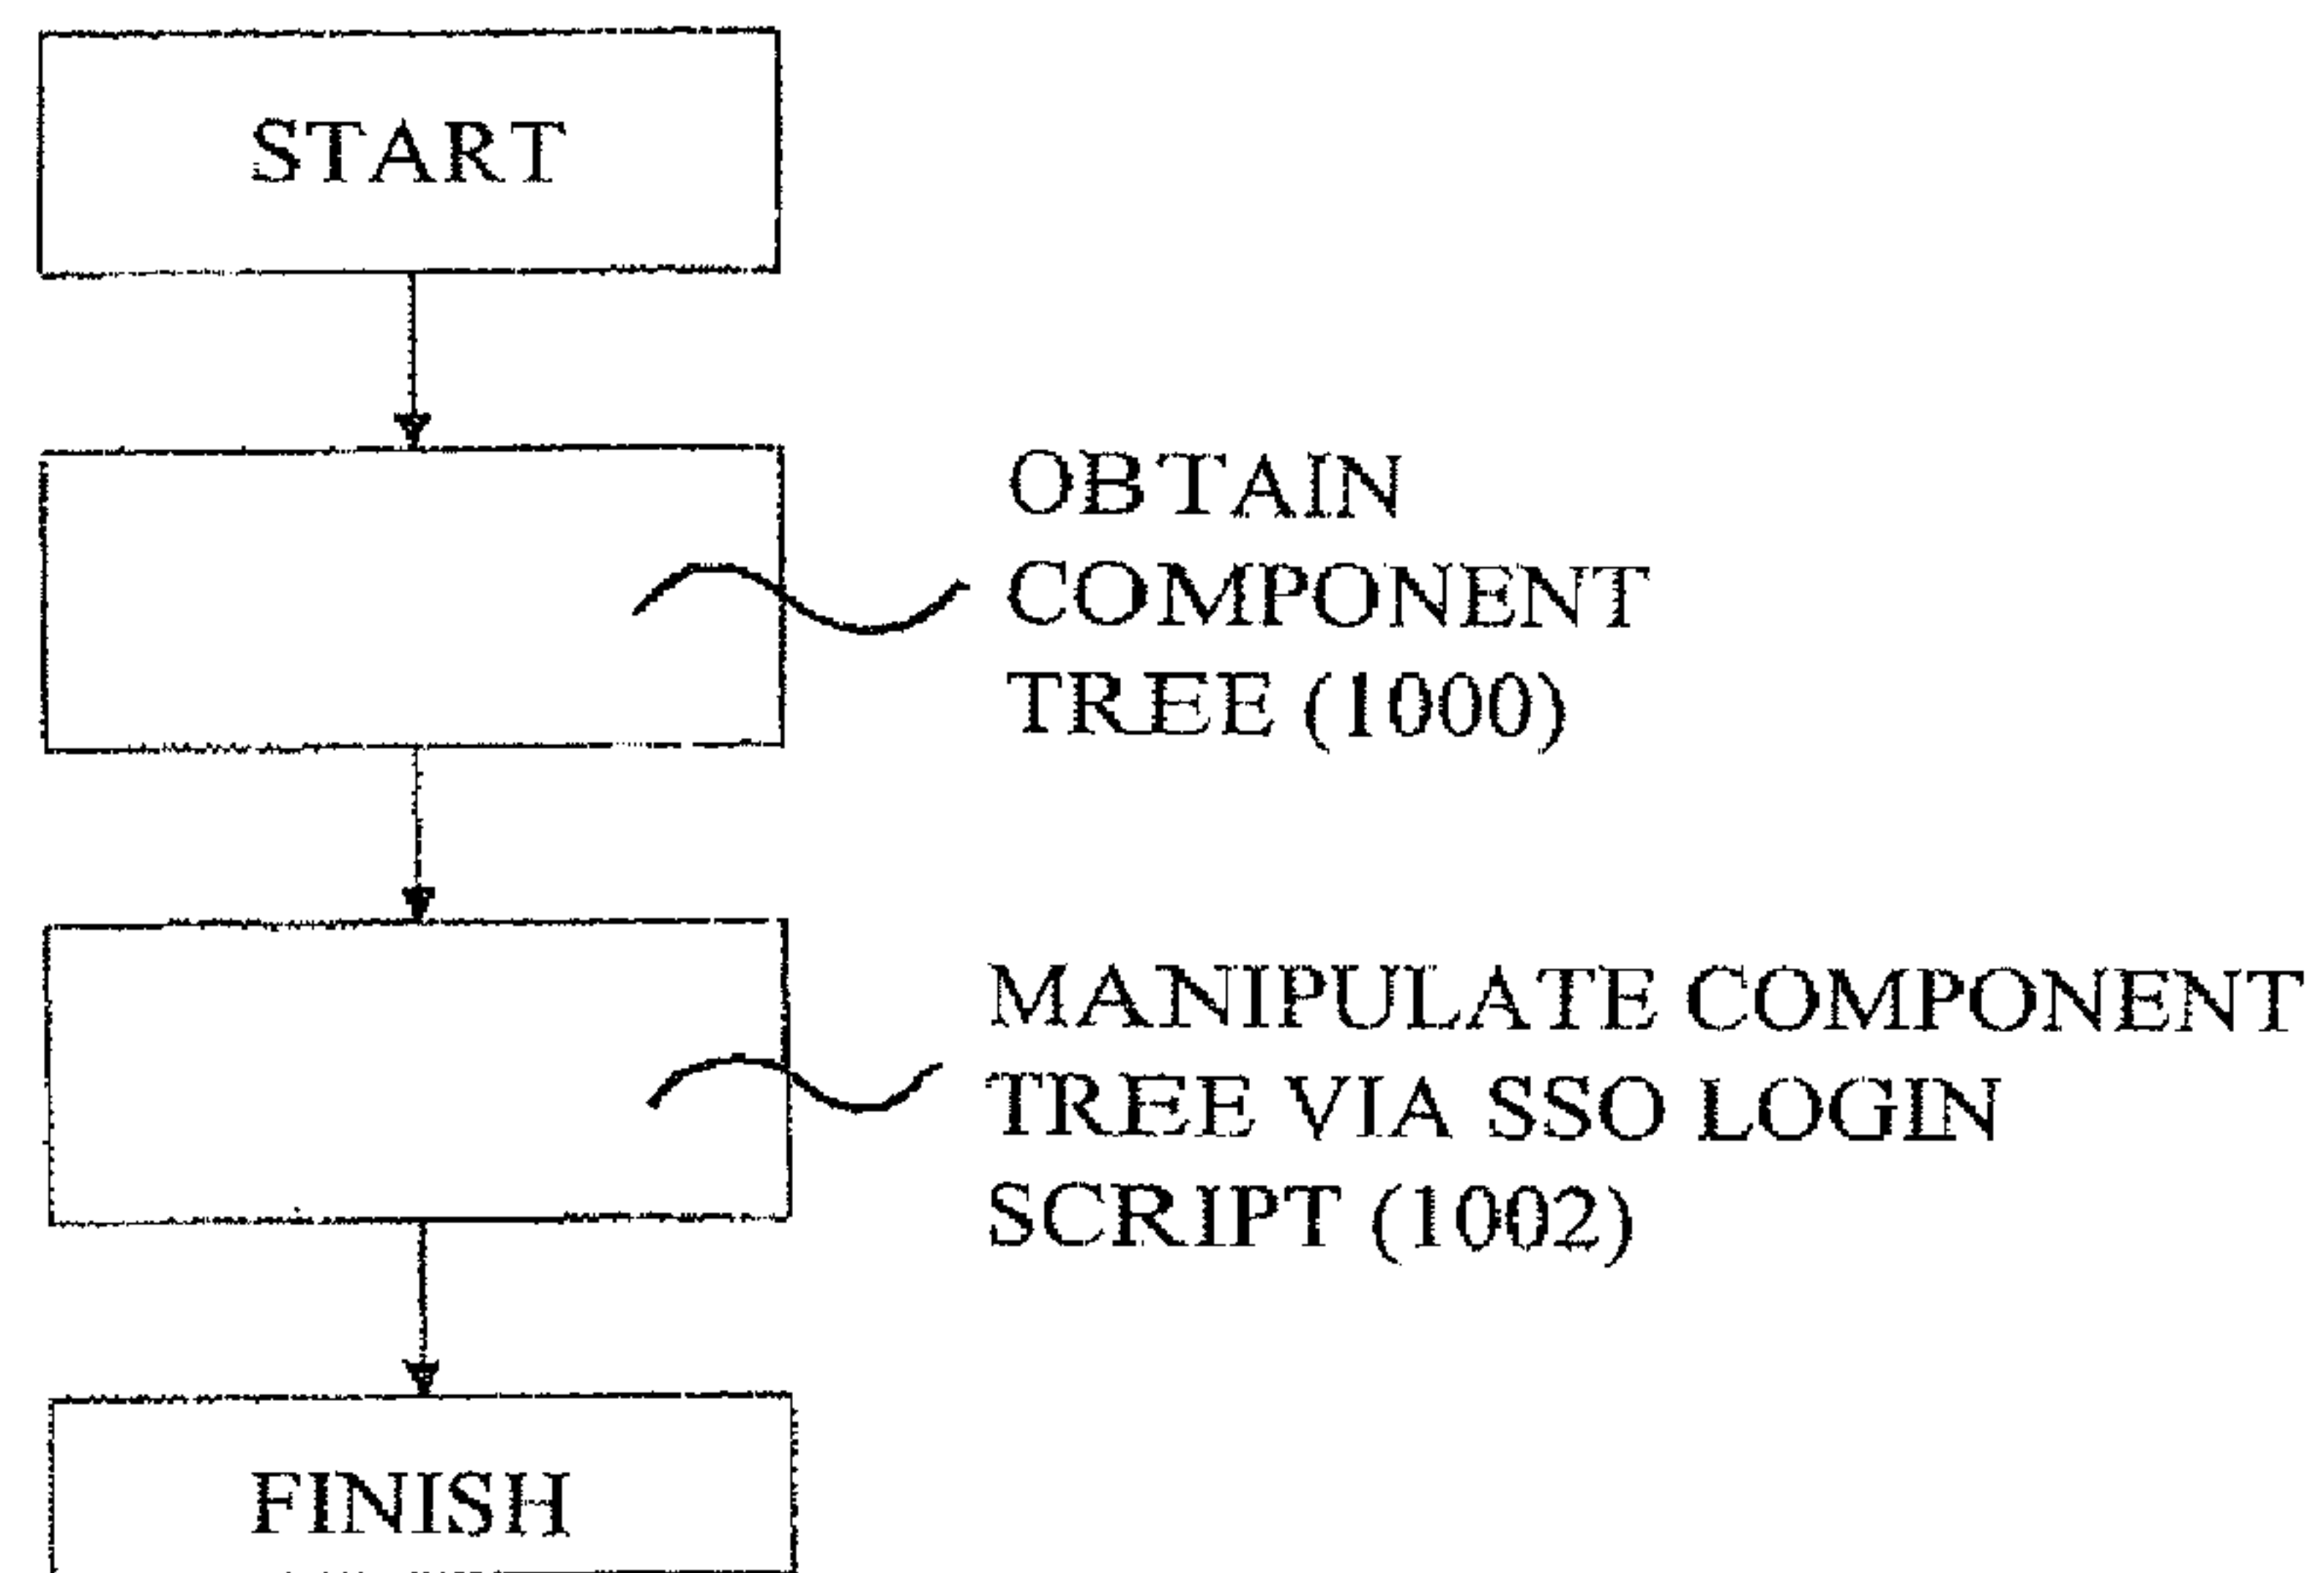 START
OBTAIN
COMPONENT
TREE (1000)
MANIPULATE COMPONENT
TREE VIA SSO LOGIN
SCRIPT (1002)
FINISH